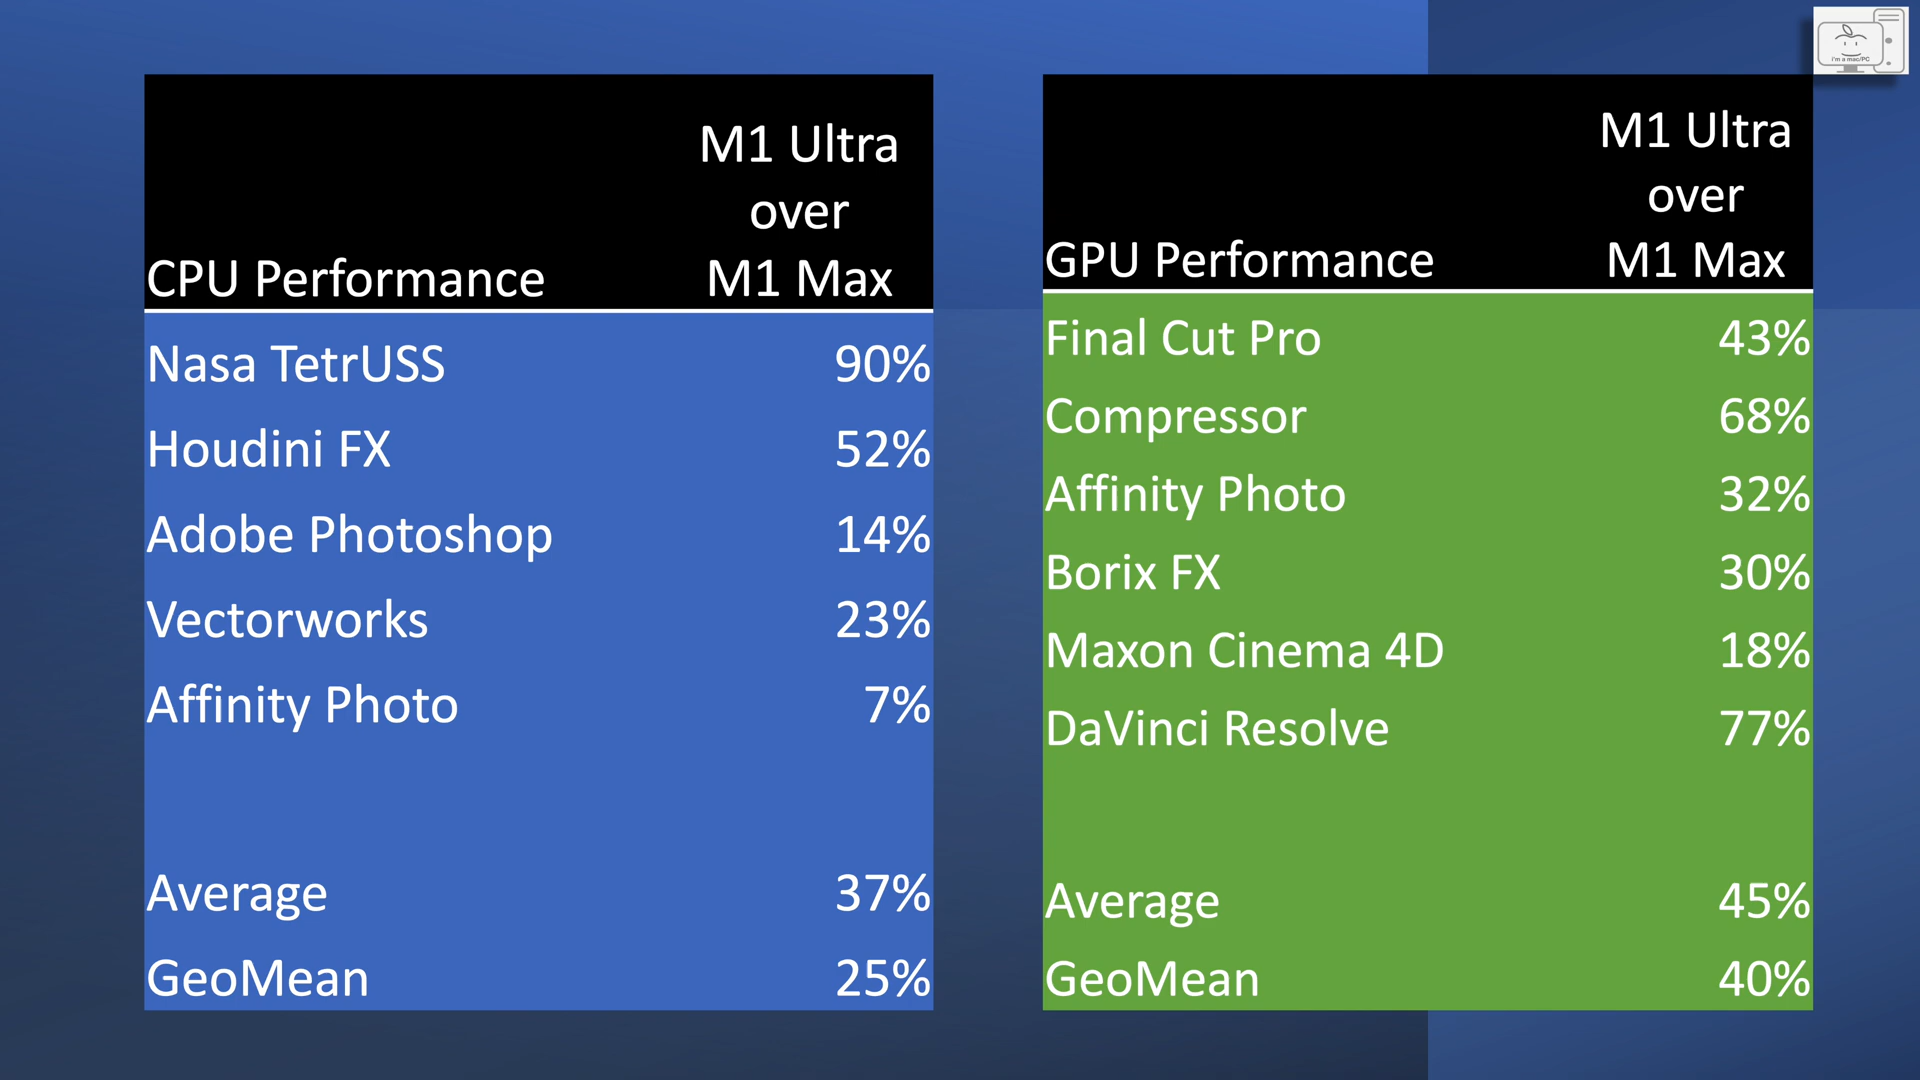 i'm a mac/PC
CPU Performance M1 Ultra
over
M1 Max
Nasa TetrUSS 90%
Houdini FX 52%
Adobe Photoshop 14%
Vectorworks 23%
Affinity Photo 7%
Average 37%
GeoMean 25%
GPU Performance M1 Ultra
over
M1 Max
Final Cut Pro 43%
Compressor 68%
Affinity Photo 32%
Borix FX 30%
Maxon Cinema 4D 18%
DaVinci Resolve 77%
Average 45%
GeoMean 40%